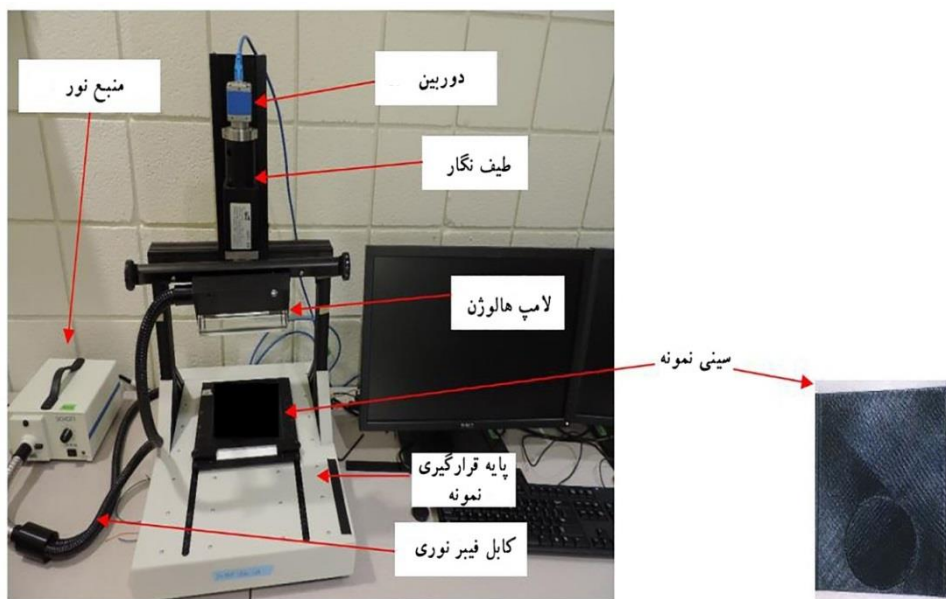 دوربین
منبع نور
طیف نگار
لامپ هالوژن
سینی نمونه
پایه قرارگیری
نمونه
کابل فیبر نوری